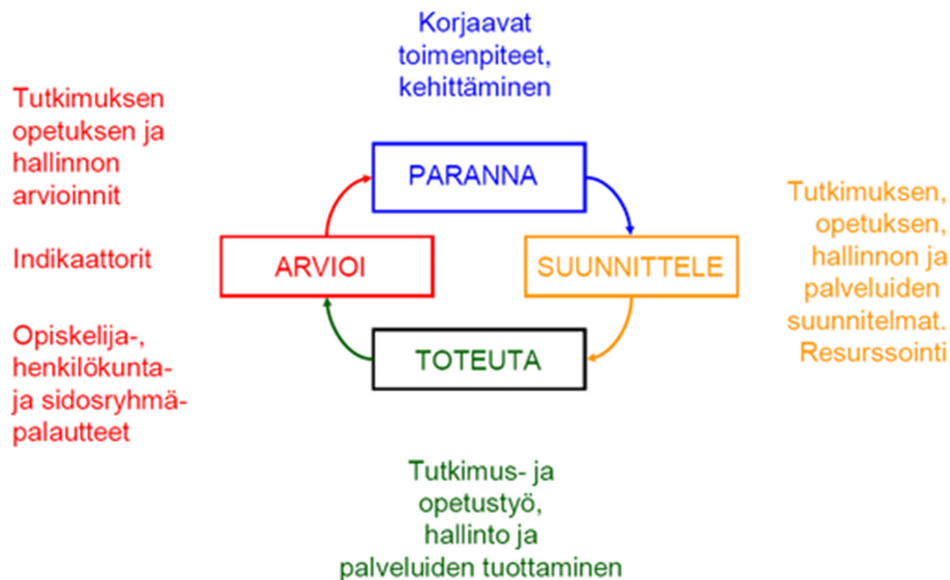 Korjaavat
toimenpiteet,
kehittäminen
Tutkimuksen
opetuksen ja
hallinnon
arvioinnit
Indikaattorit
Opiskelija-,
henkilökunta-
ja sidosryhmä-
palautteet
PARANNA
ARVIOI
SUUNNITTELE
TOTEUTA
Tutkimuksen,
opetuksen,
hallinnon ja
palveluiden
suunnitelmat.
Resurssointi
Tutkimus- ja
opetustyö,
hallinto ja
palveluiden tuottaminen